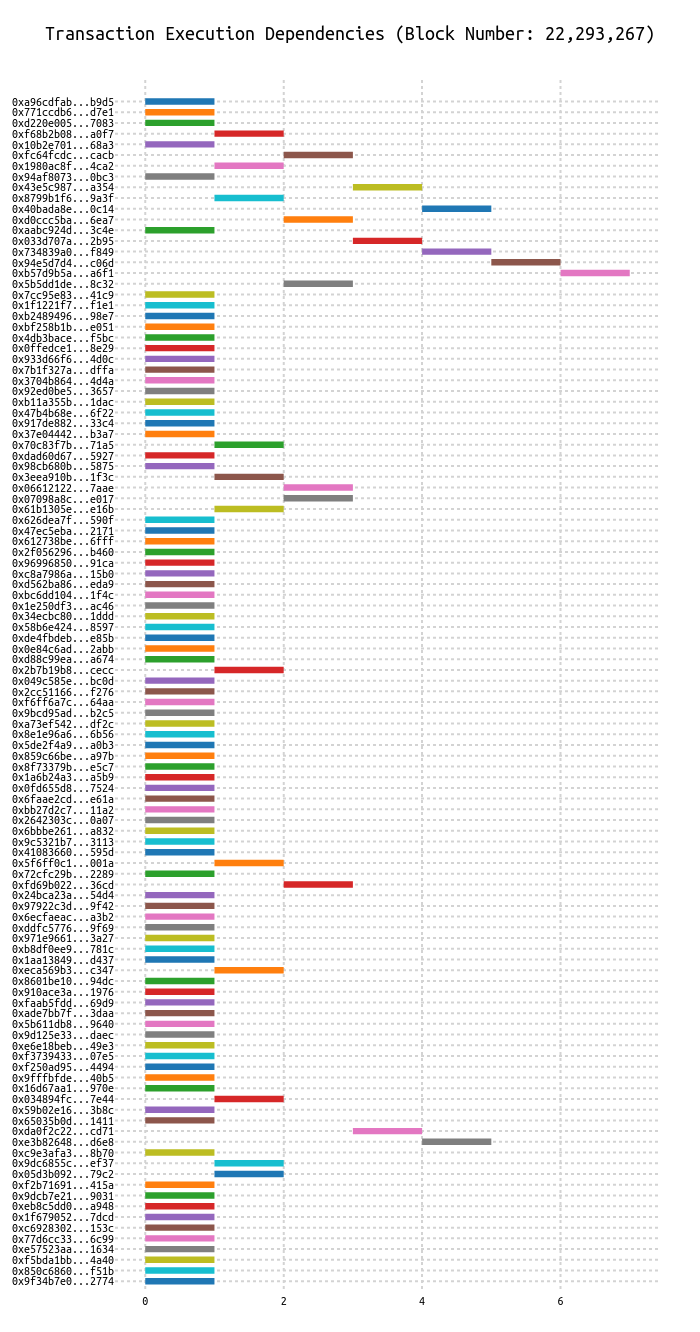 Transaction Execution Dependencies (Block Number: 22,293,267)
0xa96cdfab...b9d5
0x771ccdb6...d7e1
0xd220e005...7083
0xf68b2b08...a0f7
0x10b2e701...68a3
0xfc64fcdc...cacb
0x1980ac8f...4ca2
0x94af8073...0bc3
0x43e5c987...a354
0x8799b1f6...9a3f
0x40bada8e...0c14
0xd0ccc5ba...6ea7
0xaabc924d...3c4e
0x033d707a...2b95
0x734839a0...f849
0x94e5d7d4...c06d
0xb57d9b5a...a6f1
0x5b5dd1de...8c32
0x7cc95e83...41c9
0x1f1221f7...f1e1
0xb2489496...98e7
0xbf258b1b...e051
0x4db3bace...f5bc
0x0ffedce1...8e29
0x933d66f6...4d0c
0x7b1f327a...dffa
0x3704b864...4d4a
0x92ed0be5...3657
0xb11a355b...1dac
0x47b4b68e...6f22
0x917de882...33c4
0x37e04442...b3a7
0x70c83f7b...71a5
0xdad60d67...5927
0x98cb680b...5875
0x3eea910b...1f3c
0x06612122...7aae
0x07098a8c...e017
0x61b1305e...e16b
0x626dea7f...590f
0x47ec5eba...2171
0x612738be...6fff
0x2f056296...b460
0x96996850...91ca
0xc8a7986a...15b0
0xd562ba86...eda9
0xbc6dd104...1f4c
0x1e250df3...ac46
0x34ecbc80...1ddd
0x58b6e424...8597
0xde4fbdeb...e85b
0x0e84c6ad...2abb
0xd88c99ea...a674
0x2b7b19b8...cecc
0x049c585e...bc0d
0x2cc51166...f276
0xf6ff6a7c...64aa
0x9bcd95ad...b2c5
0xa73ef542...df2c
0x8e1e96a6...6b56
0x5de2f4a9...a0b3
0x859c66be...a97b
0x8f73379b...e5c7
0x1a6b24a3...a5b9
0x0fd655d8...7524
0x6faae2cd...e61a
0xbb27d2c7...11a2
0x2642303c...0a07
0x6bbbe261...a832
0x9c5321b7...3113
0x41083660...595d
0x5f6ff0c1...001a
0x72cfc29b...2289
0xfd69b022...36cd
0x24bca23a...54d4
0x97922c3d...9f42
0x6ecfaeac...a3b2
0xddfc5776...9f69
0x971e9661...3a27
0xb8df0ee9...781c
0x1aa13849...d437
0xeca569b3...c347
0x8601be10...94dc
0x910ace3a...1976
0xfaab5fdd...69d9
0xade7bb7f...3daa
0x5b611db8...9640
0x9d125e33...daec
0xe6e18beb...49e3
0xf3739433...07e5
0xf250ad95...4494
0x9fffbfde...40b5
0x16d67aa1...970e
0x034894fc...7e44
0x59b02e16...3b8c
0x65035b0d...1411
0xda0f2c22...cd71
0xe3b82648...d6e8
0xc9e3afa3...8b70
0x9dc6855c...ef37
0x05d3b092...79c2
0xf2b71691...415a
0x9dcb7e21...9031
0xeb8c5dd0...a948
0x1f679052...7dcd
0xc6928302...153c
0x77d6cc33...6c99
0xe57523aa...1634
0xf5bda1bb...4a40
0x850c6860...f51b
0x9f34b7e0...2774
0 2 4 6